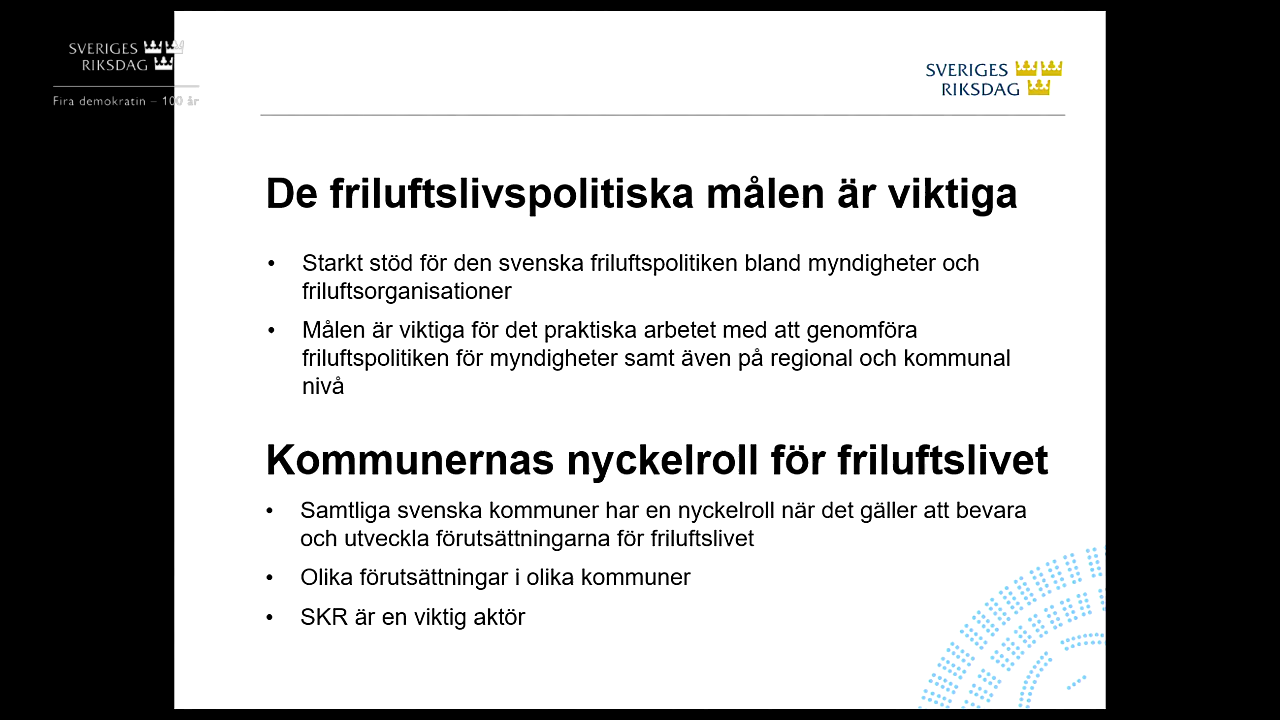 SVERIGES
RIKSDAG
Fira demokratin – 100 år
SVERIGES
RIKSDAG
De friluftslivspolitiska målen är viktiga
• Starkt stöd för den svenska friluftspolitiken bland myndigheter och
friluftsorganisationer
• Målen är viktiga för det praktiska arbetet med att genomföra
friluftspolitiken för myndigheter samt även på regional och kommunal
nivå
Kommunernas nyckelroll för friluftslivet
• Samtliga svenska kommuner har en nyckelroll när det gäller att bevara
och utveckla förutsättningarna för friluftslivet
• Olika förutsättningar i olika kommuner
• SKR är en viktig aktör